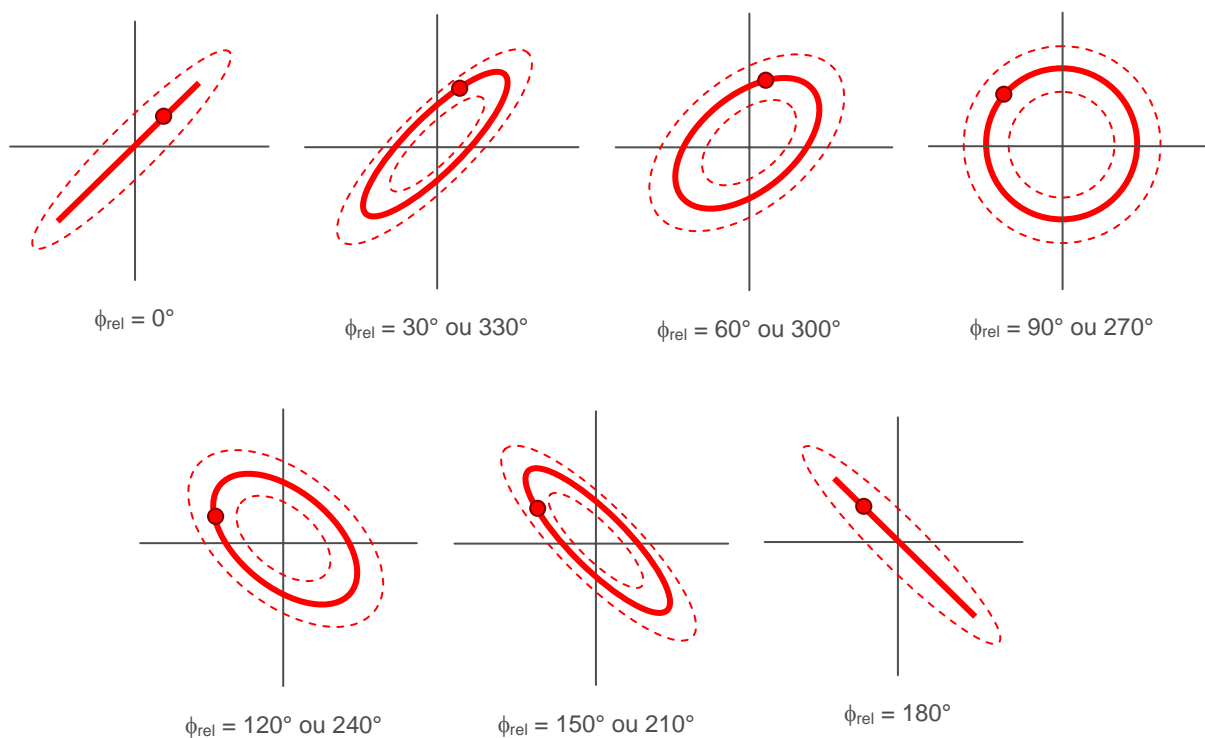 ϕrel = 0°
ϕrel = 30° ou 330°
ϕrel = 60° ou 300°
ϕrel = 90° ou 270°
ϕrel = 120° ou 240°
ϕrel = 150° ou 210°
ϕrel = 180°